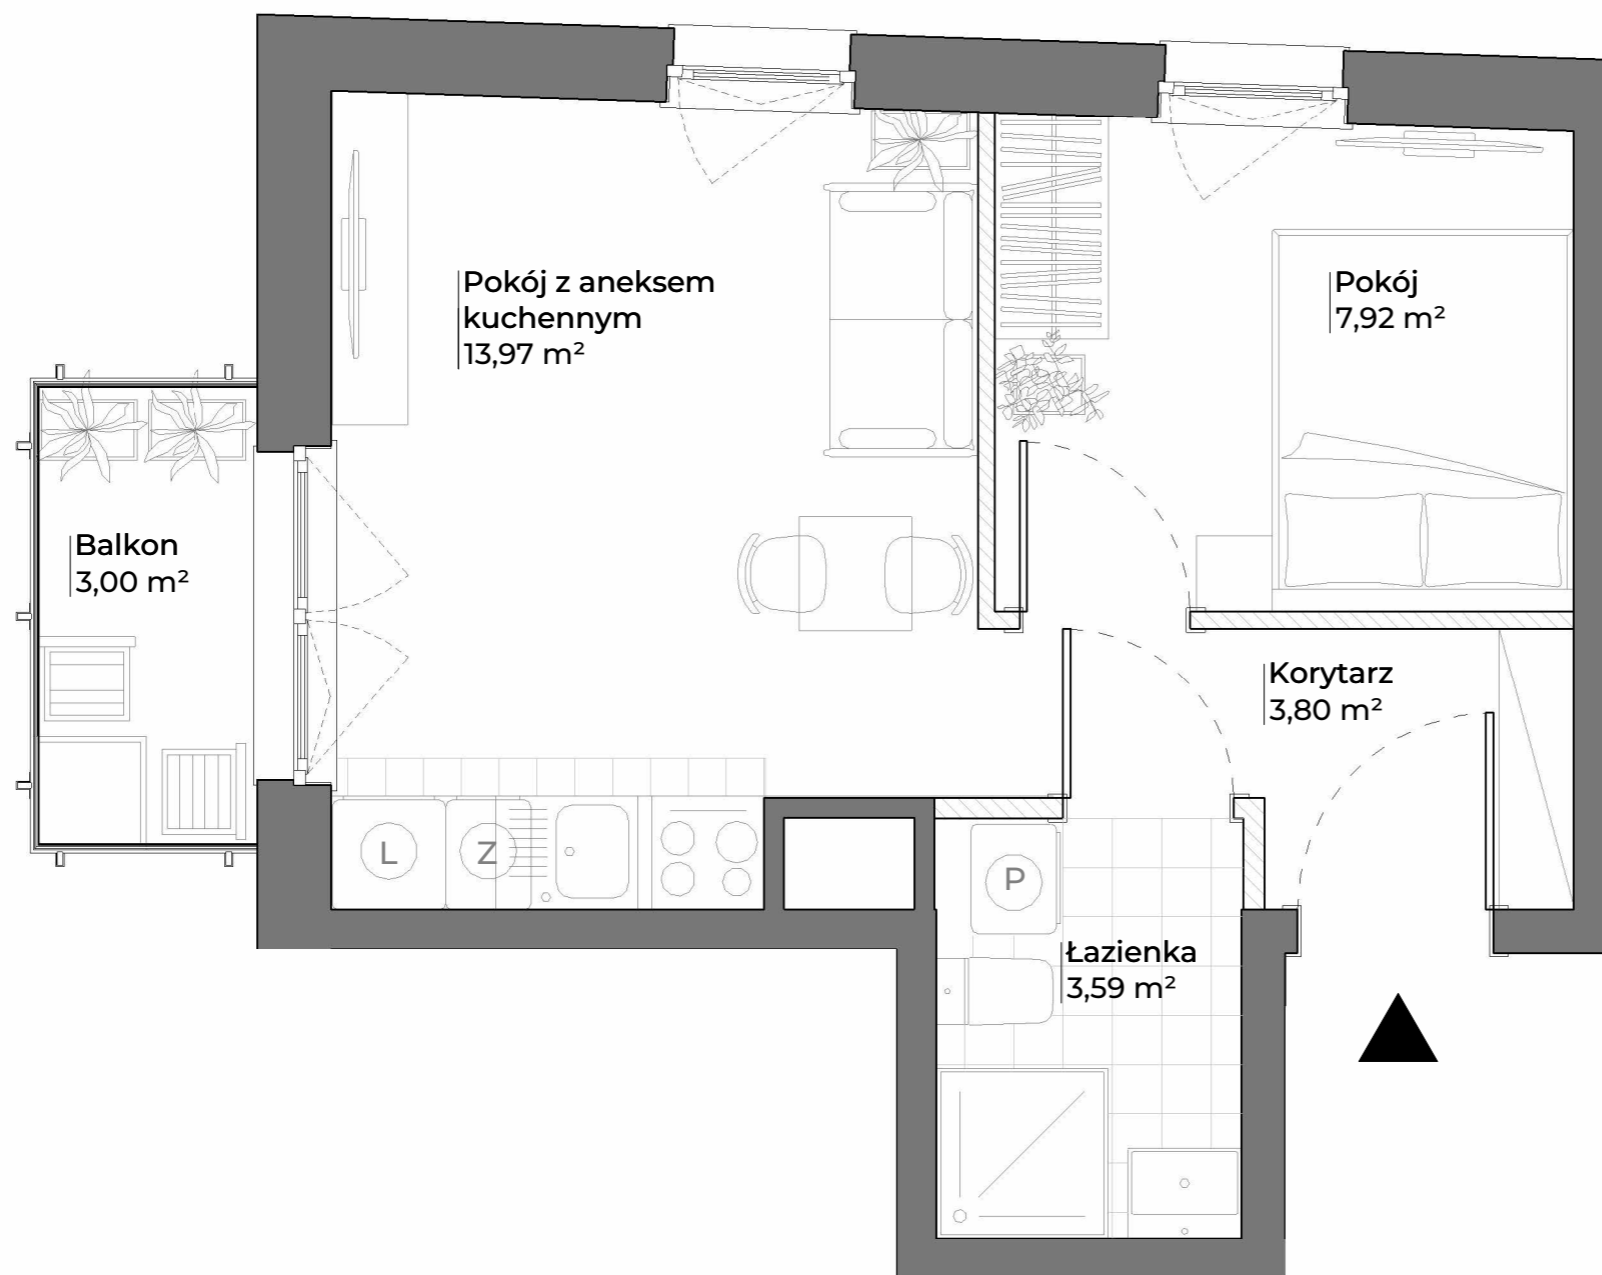 Pokój z aneksem
kuchennym
13,97 m²
Pokój
7,92 m²
Balkon
3,00 m²
Korytarz
3,80 m²
L
Z
P
Łazienka
3,59 m²